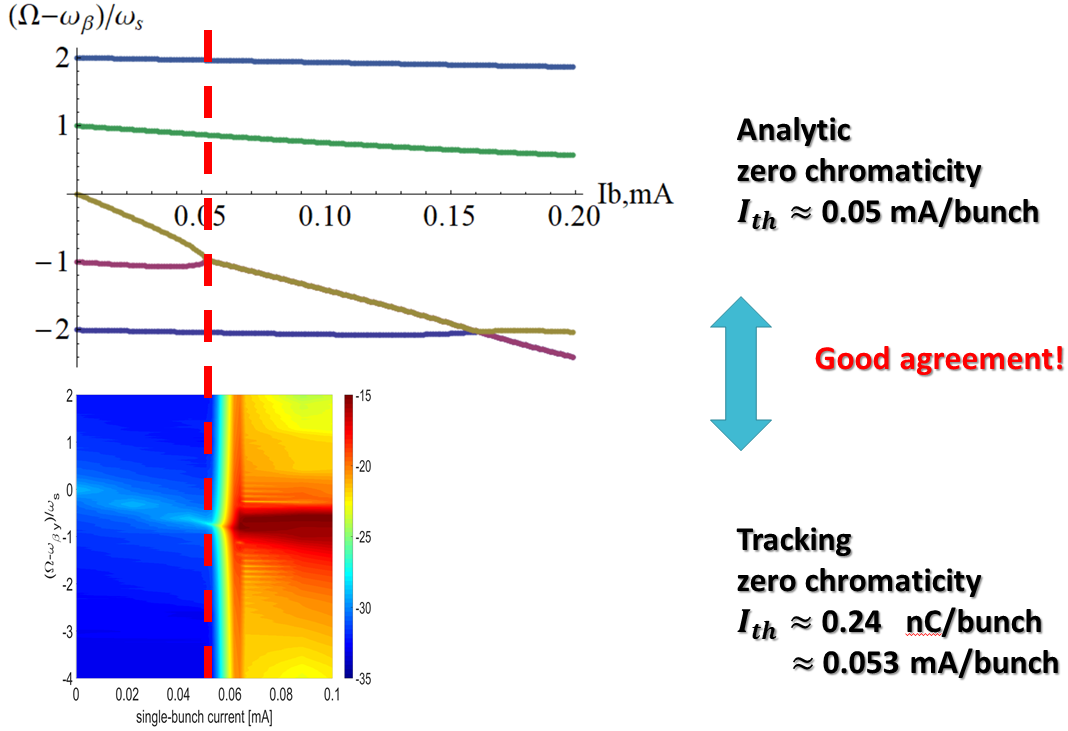 (Ω−ωβ)/ωs
2
1
−1
−2
0.05
0.10
0.15
0.20
Ib,mA
Analytic
zero chromaticity
Ith ≈ 0.05 mA/bunch
Good agreement!
2
1
0
-1
-2
-3
-4
(Ω−ωβ,y)/ωs
0
0.02
0.04
0.06
0.08
0.1
single-bunch current [mA]
-15
-20
-25
-30
-35
Tracking
zero chromaticity
Ith ≈ 0.24 nC/bunch
≈ 0.053 mA/bunch